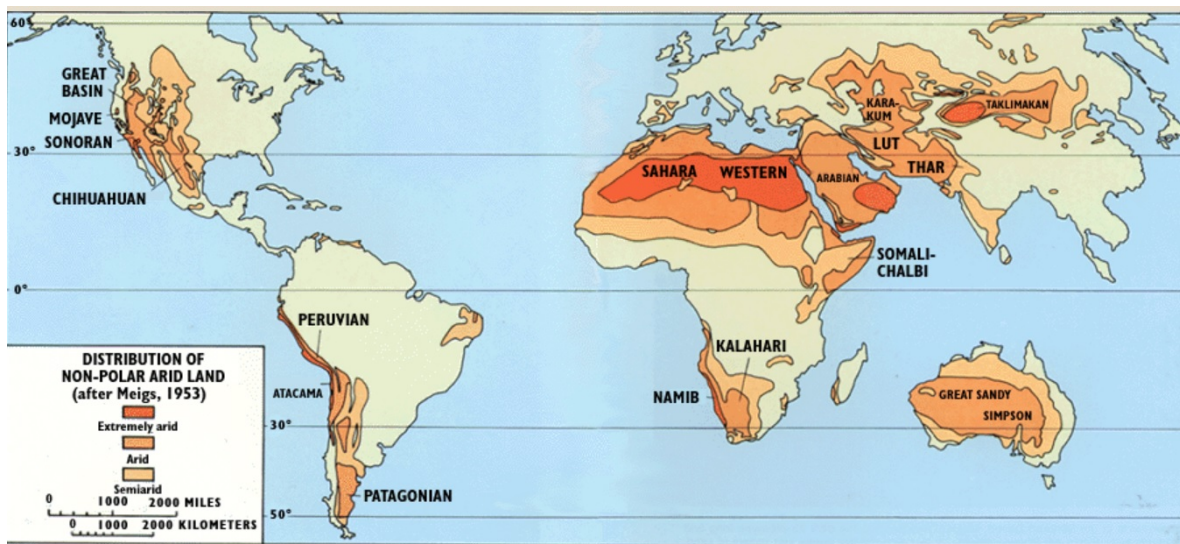 60°
GREAT
BASIN
MOJAVE
SONORAN
30°
CHIHUAHUAN
0°
PERUVIAN
ATACAMA
30°
PATAGONIAN
50°
KARA-
KUM
TAKLIMAKAN
LUT
THAR
SAHARA
WESTERN
ARABIAN
SOMALI-
CHALBI
KALAHARI
NAMIB
GREAT SANDY
SIMPSON
DISTRIBUTION OF
NON-POLAR ARID LAND
(after Meigs, 1953)
Extremely arid
Arid
Semiarid
0 1000 2000 MILES
0 1000 2000 KILOMETERS